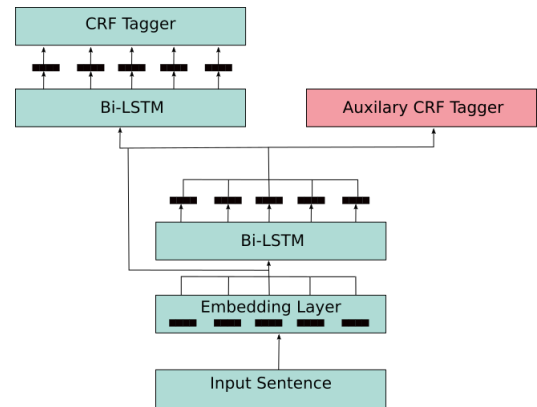 CRF Tagger
Bi-LSTM
Auxilary CRF Tagger
Bi-LSTM
Embedding Layer
Input Sentence